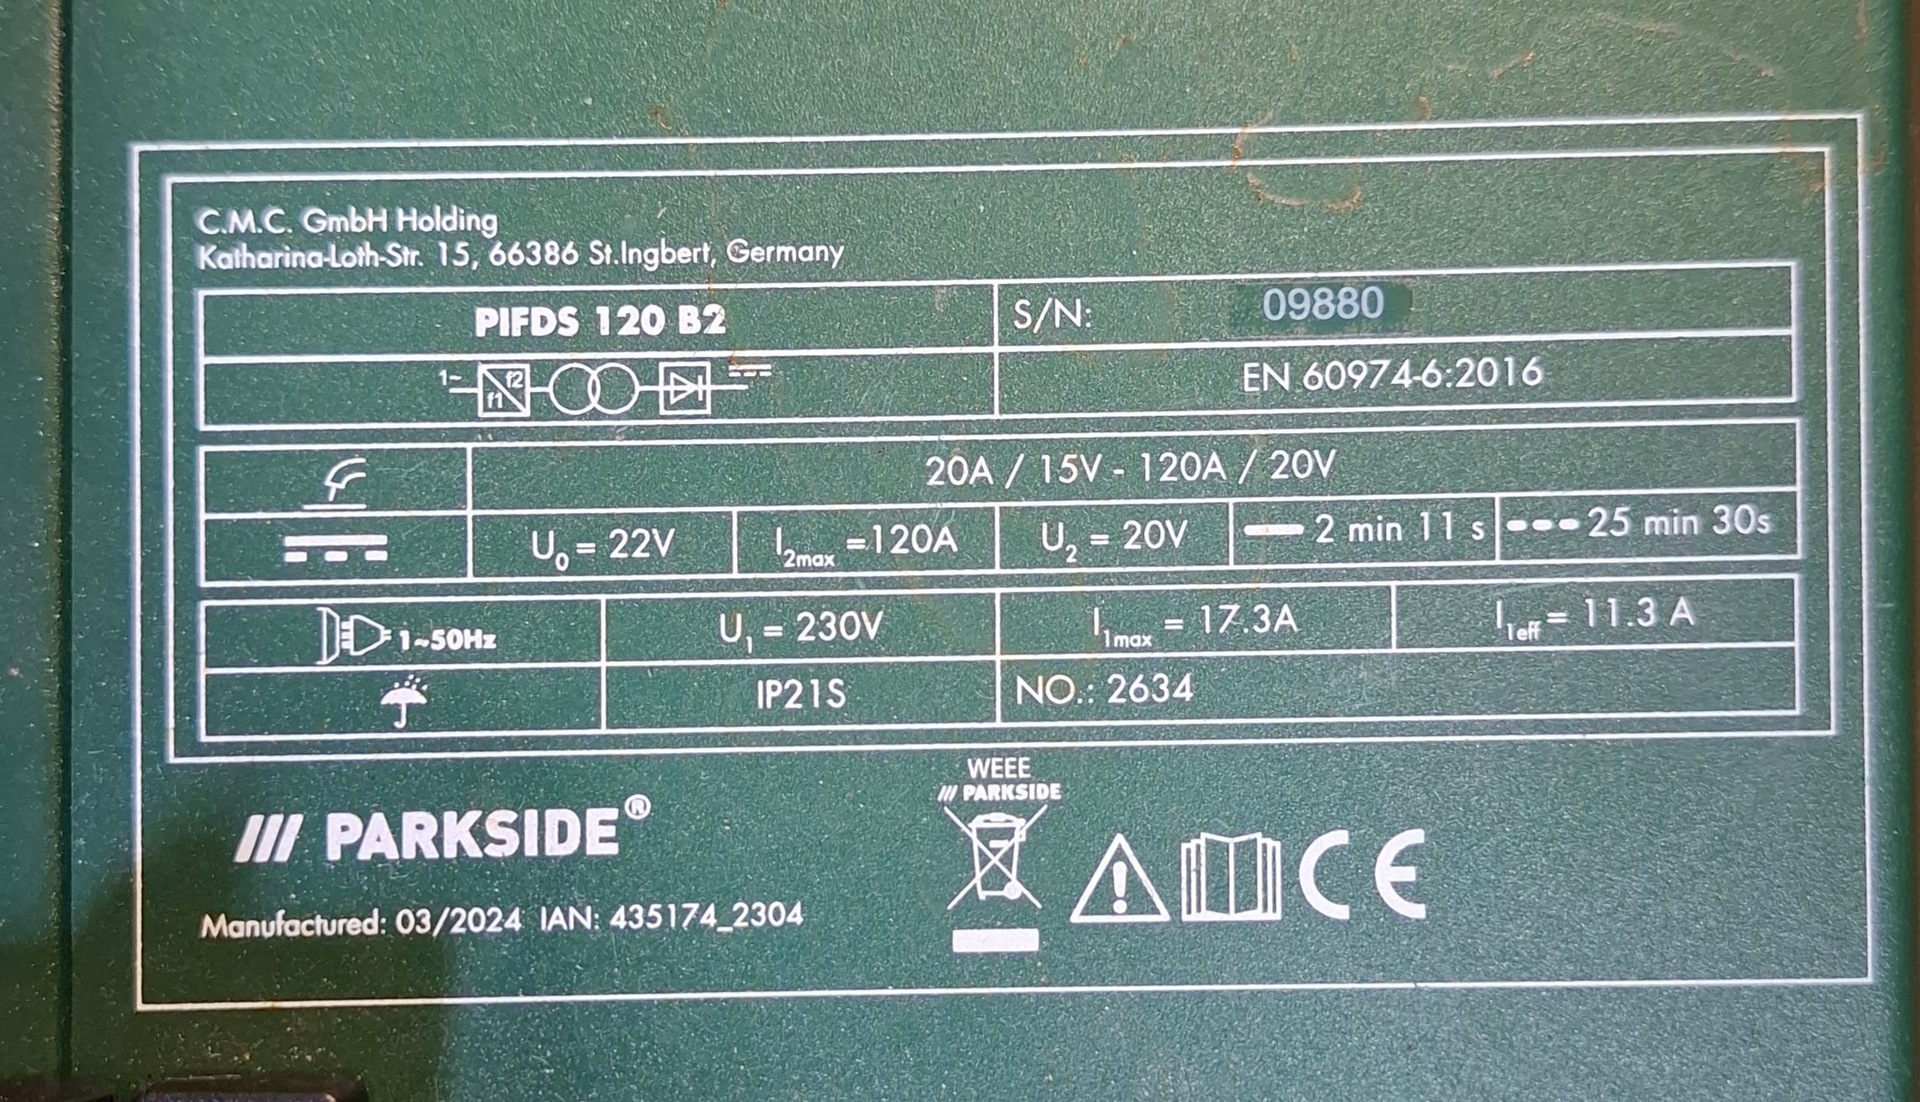 C.M.C. GmbH Holding
Katharina-Loth-Str. 15, 66386 St.Ingbert, Germany
PIFDS 120 B2 S/N: 09880
1~ f1 f2 EN 60974-6:2016
20A / 15V - 120A / 20V
U0 = 22V I2max =120A U2 = 20V 2 min 11 s 25 min 30s
1~50Hz U1 = 230V I1max = 17.3A I1eff = 11.3 A
IP21S NO.: 2634
WEEE
/// PARKSIDE
/// PARKSIDE®
CE
Manufactured: 03/2024 IAN: 435174_2304